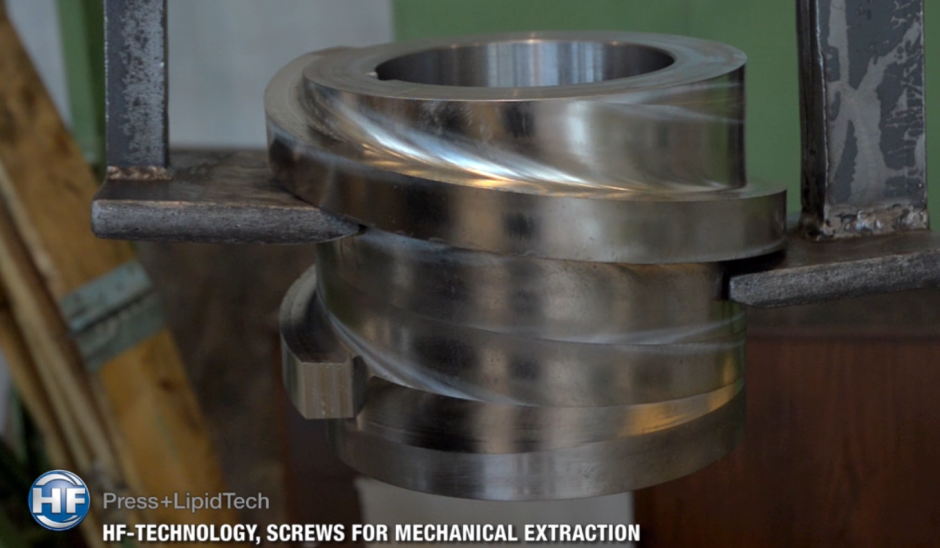 HF
Press+LipidTech
HF-TECHNOLOGY, SCREWS FOR MECHANICAL EXTRACTION